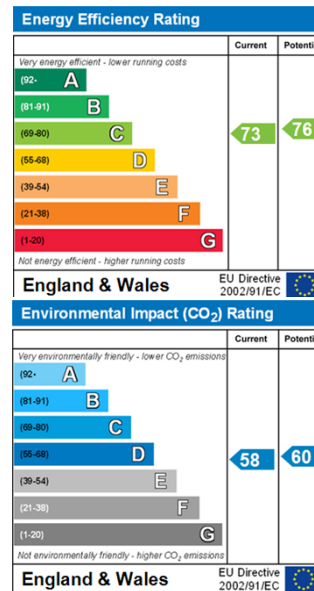 Energy Efficiency Rating
Current Potenti
Very energy efficient - lower running costs
(92- A
(81-91) B
(69-80) C
(55-68) D
(39-54) E
(21-38) F
(1-20) G
73 76
Not energy efficient - higher running costs
England & Wales
EU Directive
2002/91/EC
Environmental Impact (CO₂) Rating
Current Potenti
Very environmentally friendly - lower CO₂ emissions
(92- A
(81-91) B
(69-80) C
(55-68) D
(39-54) E
(21-38) F
(1-20) G
58 60
Not environmentally friendly - higher CO₂ emissions
England & Wales
EU Directive
2002/91/EC